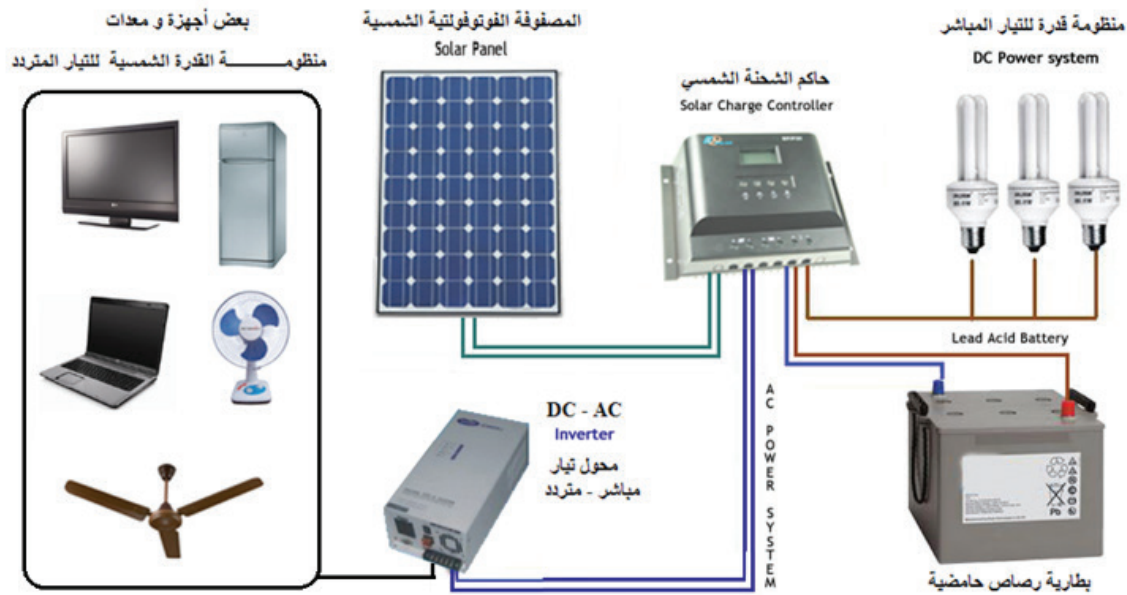 بعض أجهزة و معدات
منظومـــــــــــة القدرة الشمسية للتيار المتردد
المصفوفة الفوتوفولتية الشمسية
Solar Panel
حاكم الشحنة الشمسي
Solar Charge Controller
منظومة قدرة للتيار المباشر
DC Power system
Lead Acid Battery
DC - AC
Inverter
محول تيار
مباشر - متردد
AC POWER SYSTEM
Pb
بطارية رصاص حامضية